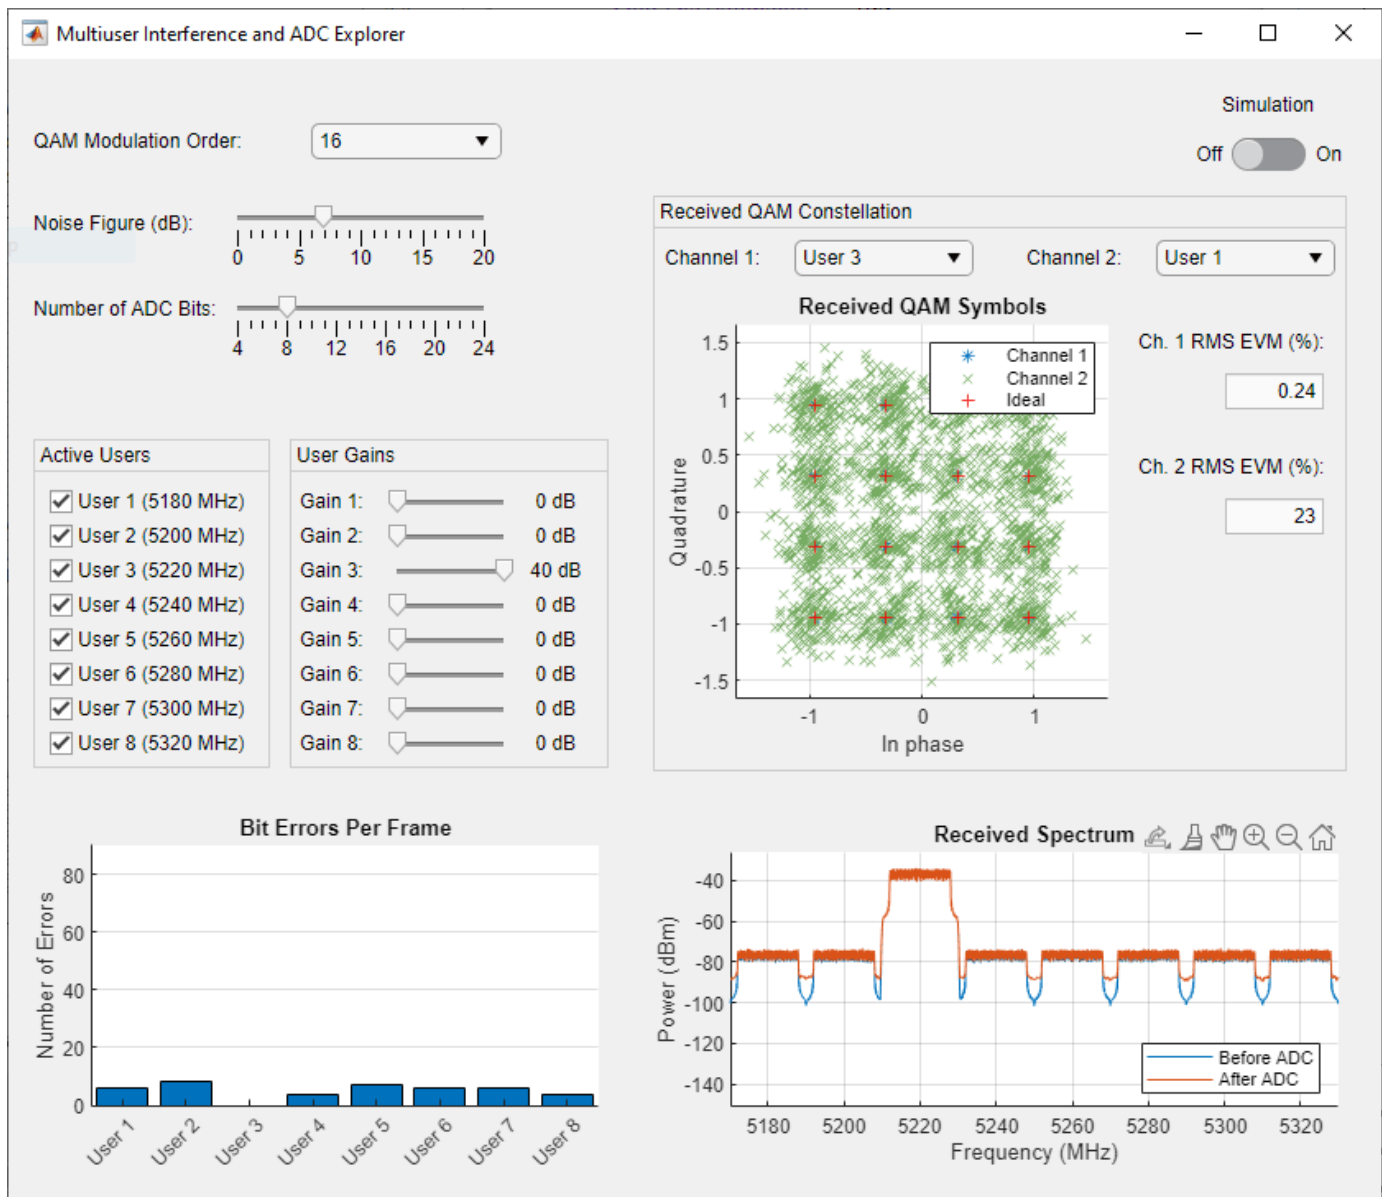 Multiuser Interference and ADC Explorer
Simulation
Off On
QAM Modulation Order: 16
Noise Figure (dB):
0 5 10 15 20
Number of ADC Bits:
4 8 12 16 20 24
Received QAM Constellation
Channel 1: User 3 Channel 2: User 1
Received QAM Symbols
Channel 1
Channel 2
Ideal
1.5
1
0.5
0
-0.5
-1
-1.5
Quadrature
-1 0 1
In phase
Ch. 1 RMS EVM (%):
0.24
Ch. 2 RMS EVM (%):
23
Active Users
User 1 (5180 MHz)
User 2 (5200 MHz)
User 3 (5220 MHz)
User 4 (5240 MHz)
User 5 (5260 MHz)
User 6 (5280 MHz)
User 7 (5300 MHz)
User 8 (5320 MHz)
User Gains
Gain 1: 0 dB
Gain 2: 0 dB
Gain 3: 40 dB
Gain 4: 0 dB
Gain 5: 0 dB
Gain 6: 0 dB
Gain 7: 0 dB
Gain 8: 0 dB
Bit Errors Per Frame
Number of Errors
80
60
40
20
0
User 1 User 2 User 3 User 4 User 5 User 6 User 7 User 8
Received Spectrum
Power (dBm)
-40
-60
-80
-100
-120
-140
Before ADC
After ADC
5180 5200 5220 5240 5260 5280 5300 5320
Frequency (MHz)